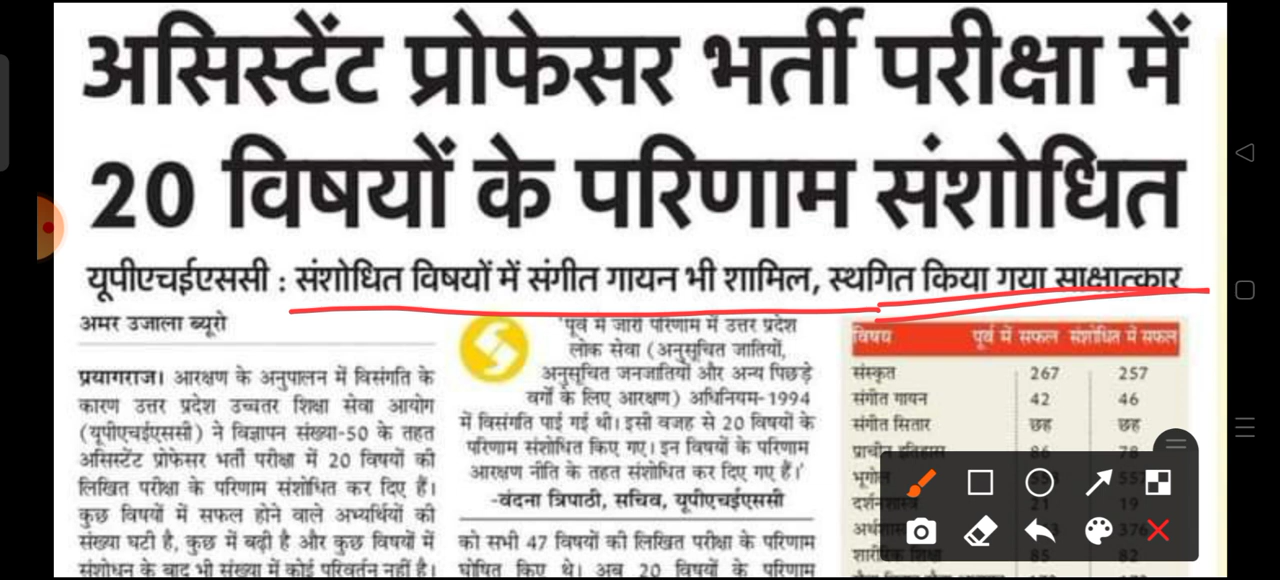 असिस्टेंट प्रोफेसर भर्ती परीक्षा में
20 विषयों के परिणाम संशोधित
यूपीएचईएससी : संशोधित विषयों में संगीत गायन भी शामिल, स्थगित किया गया साक्षात्कार
अमर उजाला ब्यूरो
प्रयागराज। आरक्षण के अनुपालन में विसंगति के
कारण उत्तर प्रदेश उच्चतर शिक्षा सेवा आयोग
(यूपीएचईएससी) ने विज्ञापन संख्या-50 के तहत
असिस्टेंट प्रोफेसर भर्ती परीक्षा में 20 विषयों की
लिखित परीक्षा के परिणाम संशोधित कर दिए हैं।
कुछ विषयों में सफल होने वाले अभ्यर्थियों की
संख्या घटी है, कुछ में बढ़ी है और कुछ विषयों में
संशोधन के बाद भी संख्या में कोई परिवर्तन नहीं है।
'पूर्व में जारी परिणाम में उत्तर प्रदेश
लोक सेवा (अनुसूचित जातियों,
अनुसूचित जनजातियों और अन्य पिछड़े
वर्गों के लिए आरक्षण) अधिनियम-1994
में विसंगति पाई गई थी। इसी वजह से 20 विषयों के
परिणाम संशोधित किए गए। इन विषयों के परिणाम
आरक्षण नीति के तहत संशोधित कर दिए गए हैं।'
-वंदना त्रिपाठी, सचिव, यूपीएचईएससी
को सभी 47 विषयों की लिखित परीक्षा के परिणाम
घोषित किए थे। अब 20 विषयों के परिणाम
विषय पूर्व में सफल संशोधित में सफल
संस्कृत 267 257
संगीत गायन 42 46
संगीत सितार छह छह
प्राचीन इतिहास 86 78
भूगोल
दर्शनशास्त्र 21 19
376
शारीरिक शिक्षा 85 82